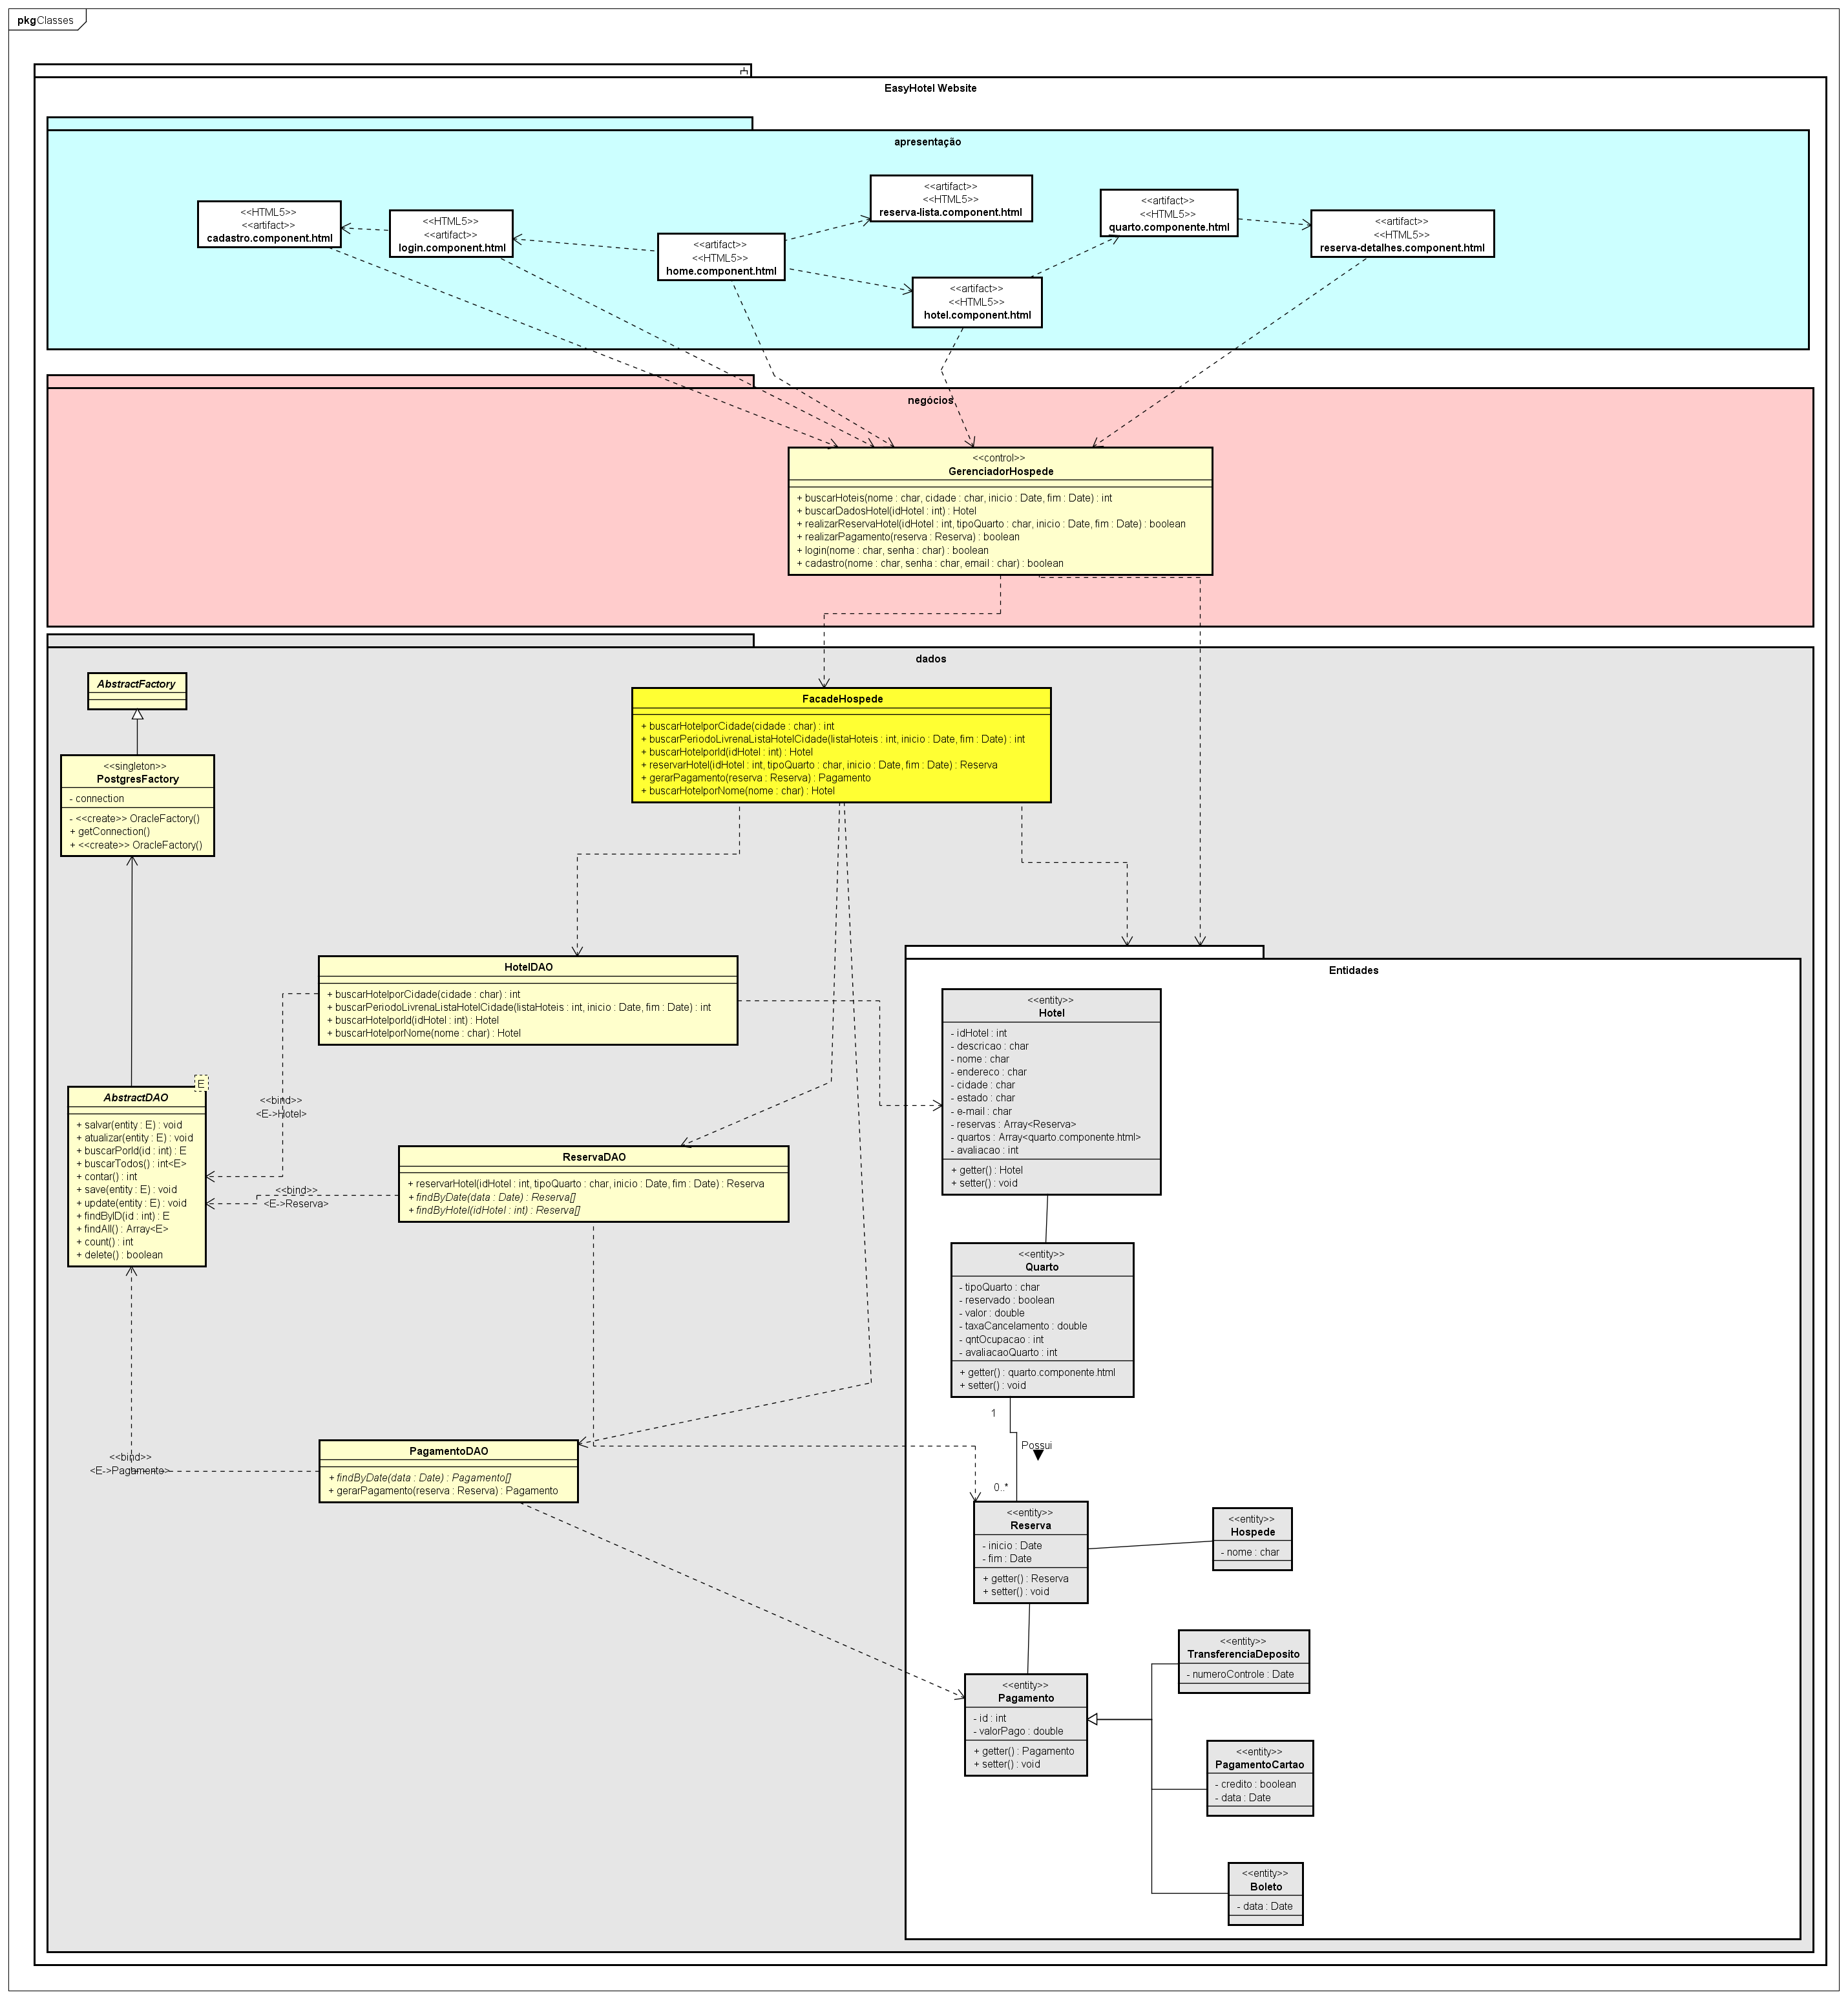 pkgClasses
EasyHotel Website
apresentação
<<HTML5>>
<<artifact>>
cadastro.component.html
<<HTML5>>
<<artifact>>
login.component.html
<<artifact>>
<<HTML5>>
home.component.html
<<artifact>>
<<HTML5>>
reserva-lista.component.html
<<artifact>>
<<HTML5>>
hotel.component.html
<<artifact>>
<<HTML5>>
quarto.componente.html
<<artifact>>
<<HTML5>>
reserva-detalhes.component.html
negócios
<<control>>
GerenciadorHospede
+ buscarHoteis(nome : char, cidade : char, inicio : Date, fim : Date) : int
+ buscarDadosHotel(idHotel : int) : Hotel
+ realizarReservaHotel(idHotel : int, tipoQuarto : char, inicio : Date, fim : Date) : boolean
+ realizarPagamento(reserva : Reserva) : boolean
+ login(nome : char, senha : char) : boolean
+ cadastro(nome : char, senha : char, email : char) : boolean
dados
AbstractFactory
<<singleton>>
PostgresFactory
- connection
- <<create>> OracleFactory()
+ getConnection()
+ <<create>> OracleFactory()
FacadeHospede
+ buscarHotelporCidade(cidade : char) : int
+ buscarPeriodoLivrenaListaHotelCidade(listaHoteis : int, inicio : Date, fim : Date) : int
+ buscarHotelporId(idHotel : int) : Hotel
+ reservarHotel(idHotel : int, tipoQuarto : char, inicio : Date, fim : Date) : Reserva
+ gerarPagamento(reserva : Reserva) : Pagamento
+ buscarHotelporNome(nome : char) : Hotel
HotelDAO
+ buscarHotelporCidade(cidade : char) : int
+ buscarPeriodoLivrenaListaHotelCidade(listaHoteis : int, inicio : Date, fim : Date) : int
+ buscarHotelporId(idHotel : int) : Hotel
+ buscarHotelporNome(nome : char) : Hotel
E
AbstractDAO
+ salvar(entity : E) : void
+ atualizar(entity : E) : void
+ buscarPorId(id : int) : E
+ buscarTodos() : int<E>
+ contar() : int
+ save(entity : E) : void
+ update(entity : E) : void
+ findByID(id : int) : E
+ findAll() : Array<E>
+ count() : int
+ delete() : boolean
<<bind>>
<E->Hotel>
<<bind>>
<E->Reserva>
ReservaDAO
+ reservarHotel(idHotel : int, tipoQuarto : char, inicio : Date, fim : Date) : Reserva
+ findByDate(data : Date) : Reserva[]
+ findByHotel(idHotel : int) : Reserva[]
<<bind>>
<E->Pagamento>
PagamentoDAO
+ findByDate(data : Date) : Pagamento[]
+ gerarPagamento(reserva : Reserva) : Pagamento
Entidades
<<entity>>
Hotel
- idHotel : int
- descricao : char
- nome : char
- endereco : char
- cidade : char
- estado : char
- e-mail : char
- reservas : Array<Reserva>
- quartos : Array<quarto.componente.html>
- avaliacao : int
+ getter() : Hotel
+ setter() : void
<<entity>>
Quarto
- tipoQuarto : char
- reservado : boolean
- valor : double
- taxaCancelamento : double
- qntOcupacao : int
- avaliacaoQuarto : int
+ getter() : quarto.componente.html
+ setter() : void
1
Possui
0..*
<<entity>>
Reserva
- inicio : Date
- fim : Date
+ getter() : Reserva
+ setter() : void
<<entity>>
Hospede
- nome : char
<<entity>>
Pagamento
- id : int
- valorPago : double
+ getter() : Pagamento
+ setter() : void
<<entity>>
TransferenciaDeposito
- numeroControle : Date
<<entity>>
PagamentoCartao
- credito : boolean
- data : Date
<<entity>>
Boleto
- data : Date